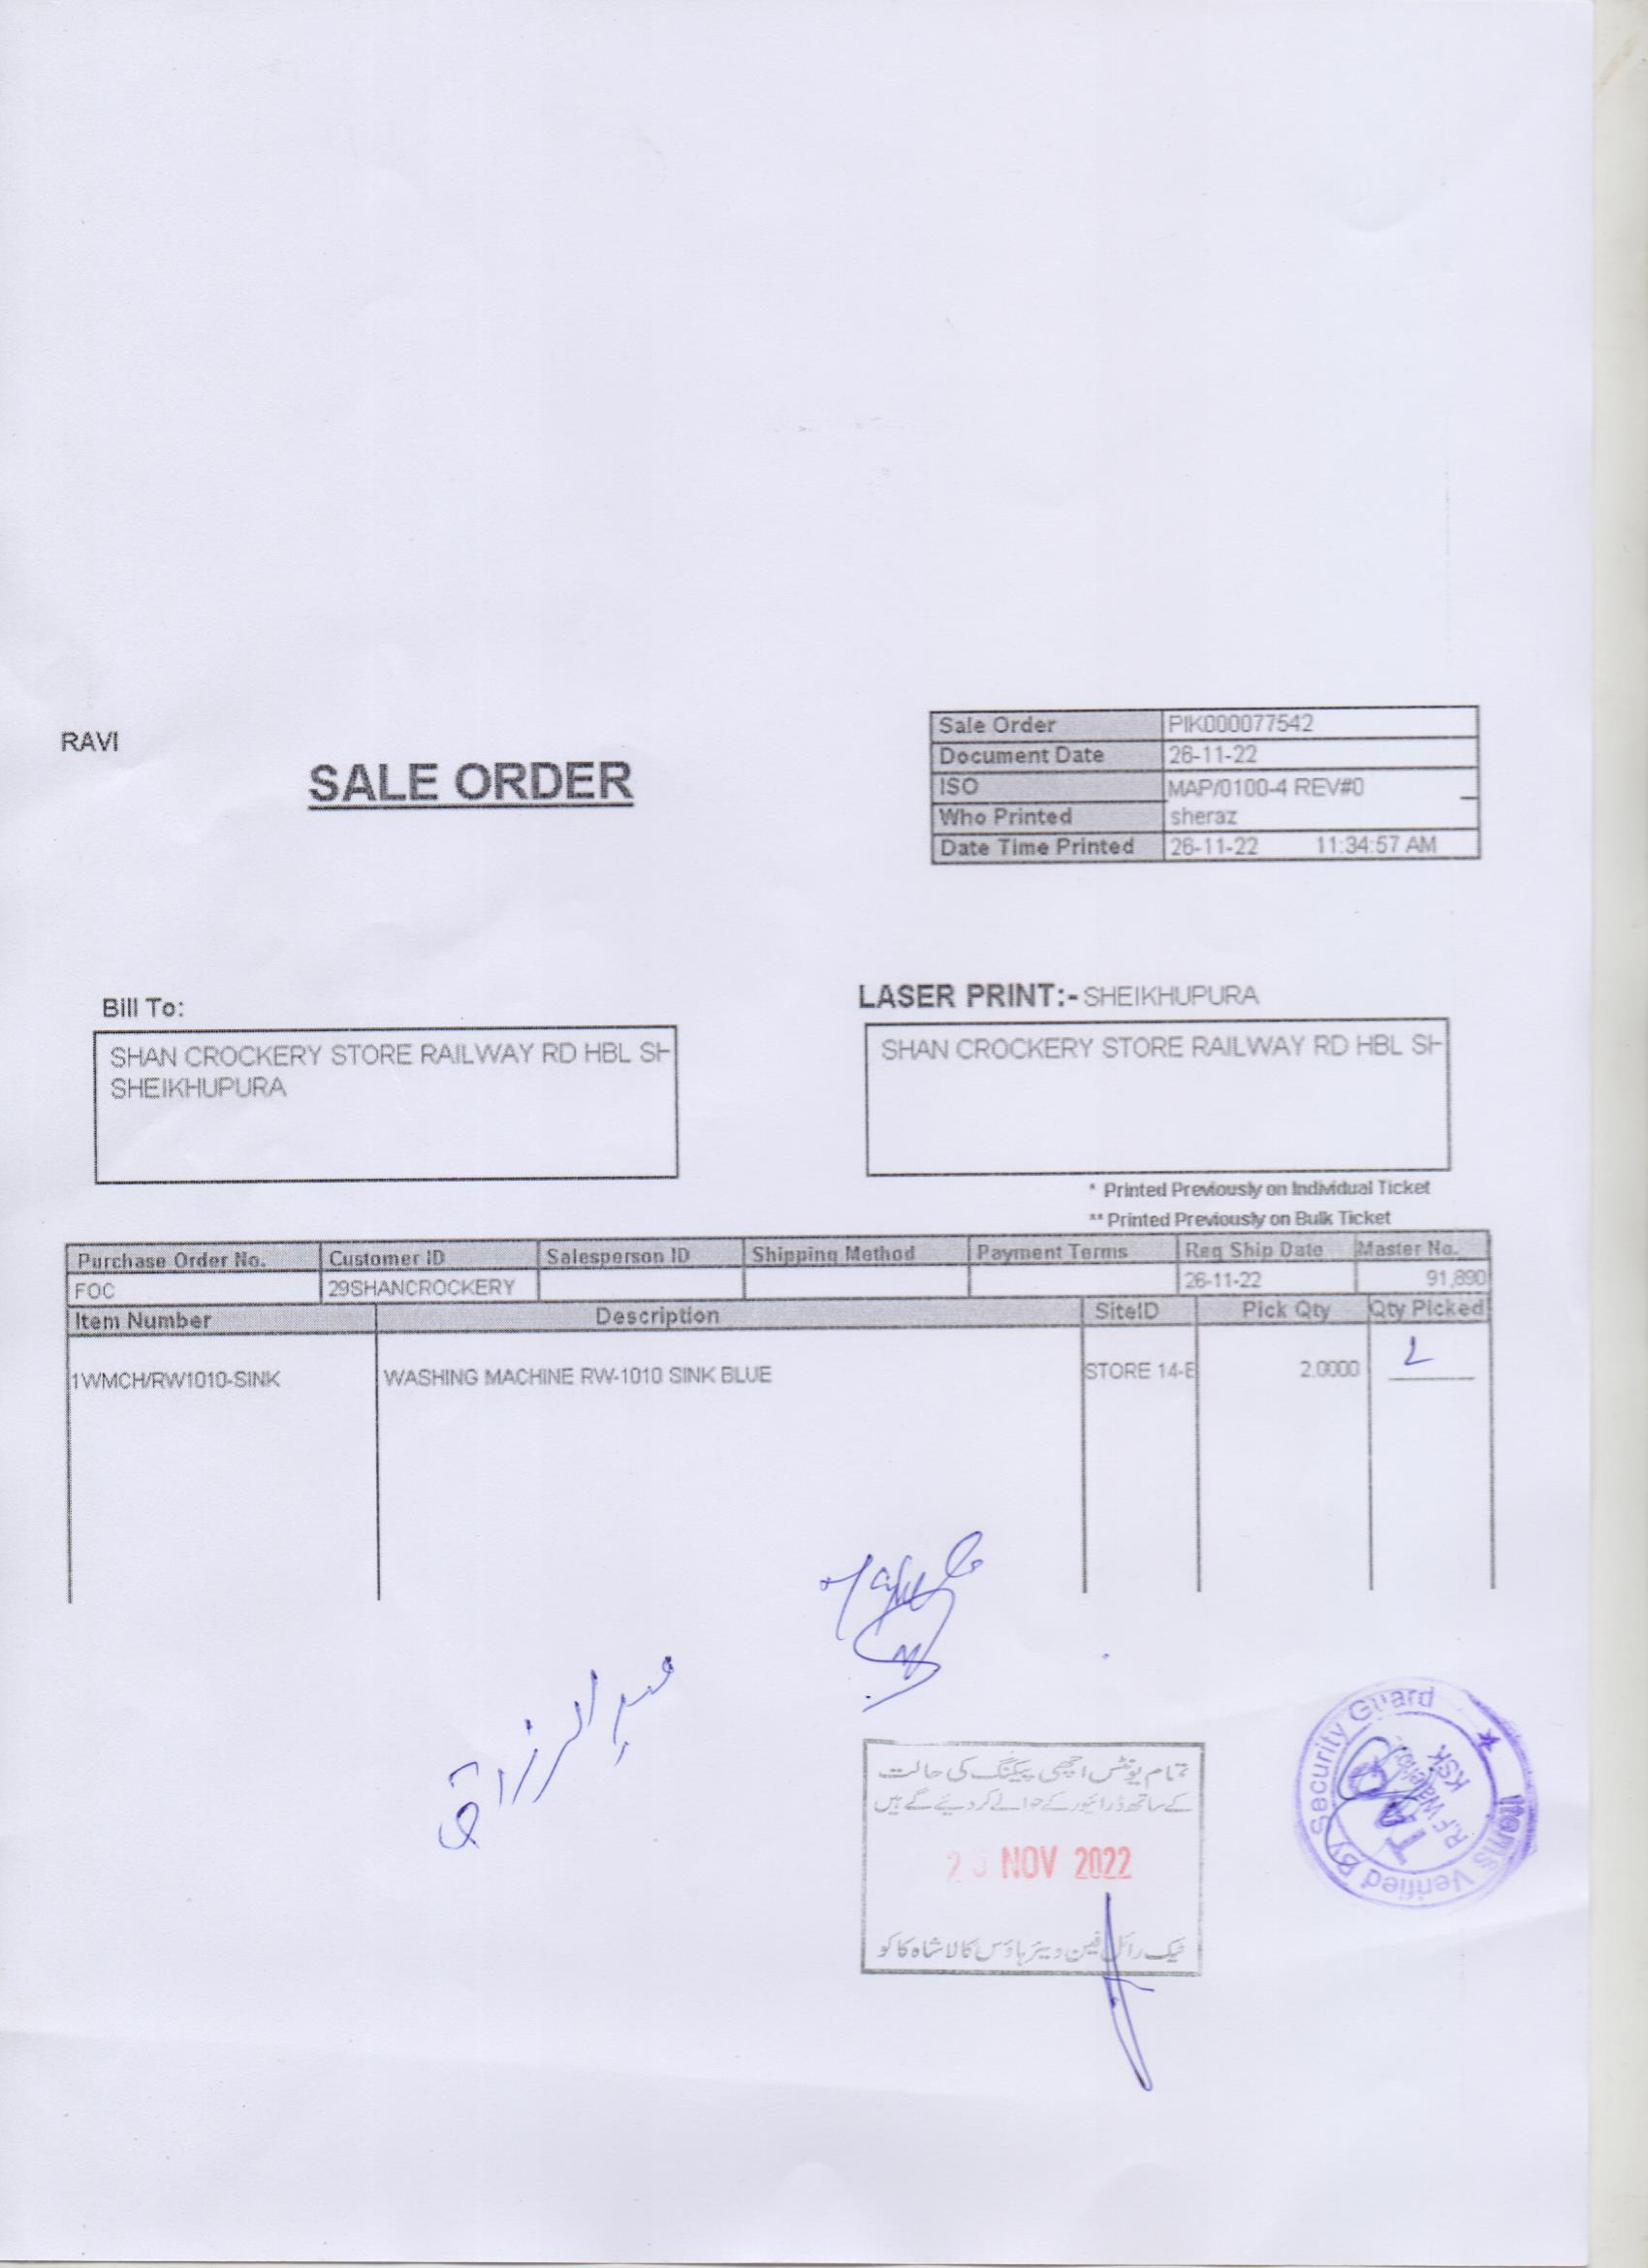 RAVI
SALE ORDER
Sale Order PIK000077542
Document Date 26-11-22
ISO MAP/0100-4 REV#0
Who Printed sheraz
Date Time Printed 26-11-22 11:34:57 AM
Bill To:
SHAN CROCKERY STORE RAILWAY RD HBL SH
SHEIKHUPURA
LASER PRINT:- SHEIKHUPURA
SHAN CROCKERY STORE RAILWAY RD HBL SH
* Printed Previously on Individual Ticket
** Printed Previously on Bulk Ticket
Purchase Order No. Customer ID Salesperson ID Shipping Method Payment Terms Req Ship Date Master No.
FOC 29SHANCROCKERY 26-11-22 91,890
Item Number Description SiteID Pick Qty Qty Picked
1WMCH/RW1010-SINK WASHING MACHINE RW-1010 SINK BLUE STORE 14-E 2.0000 2
عبدالرزاق
تمام یونٹس اچھی پیکنگ کی حالت
کے ساتھ ڈرائیور کے حوالے کر دیئے گے ہیں
NOV 2022
رائل فین ویئر ہاؤس کالا شاہ کاکو
Items Verified By Security Guard
R.F
KSK